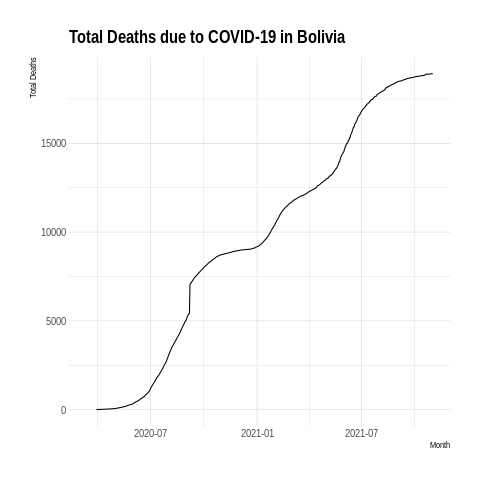 Total Deaths due to COVID-19 in Bolivia
Total Deaths
15000
10000
5000
0
2020-07
2021-01
2021-07
Month